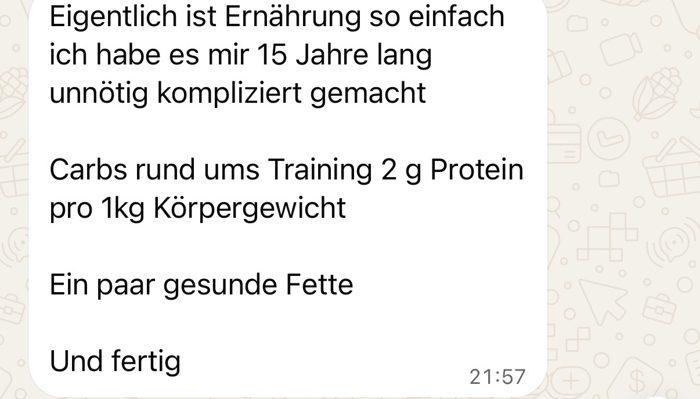 Eigentlich ist Ernährung so einfach
ich habe es mir 15 Jahre lang
unnötig kompliziert gemacht
Carbs rund ums Training 2 g Protein
pro 1kg Körpergewicht
Ein paar gesunde Fette
Und fertig
21:57